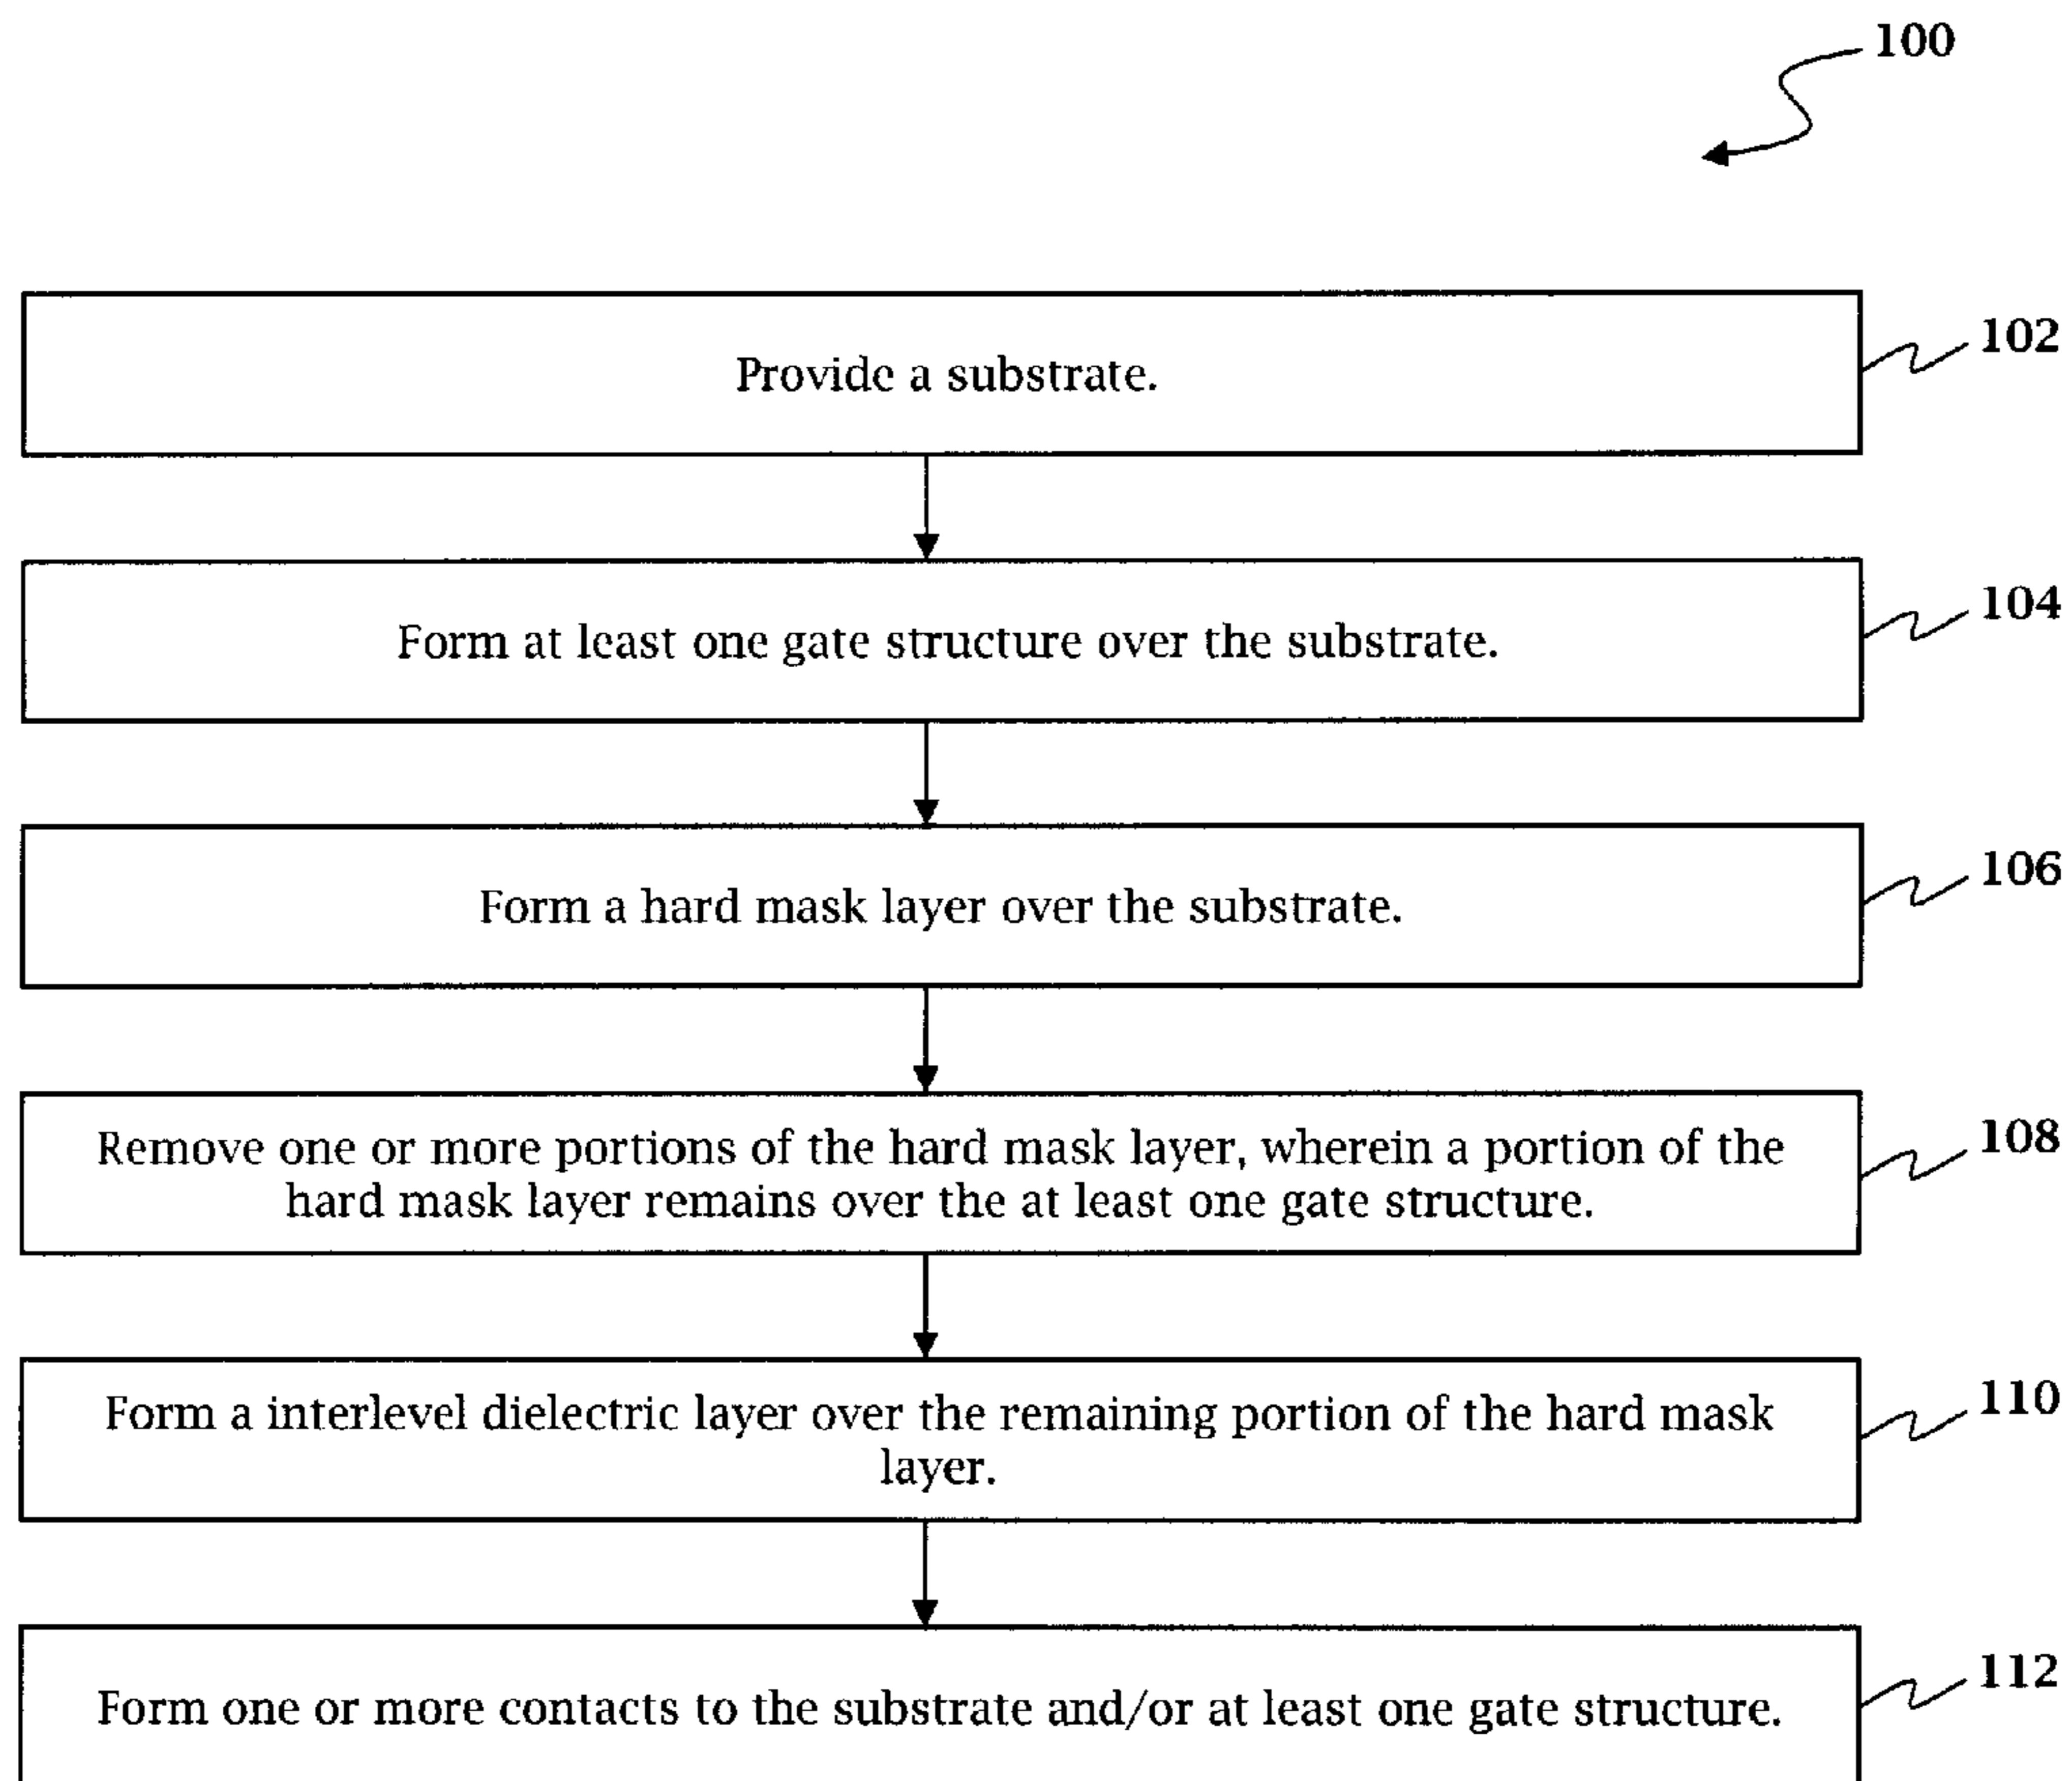 100
Provide a substrate.
102
Form at least one gate structure over the substrate.
104
Form a hard mask layer over the substrate.
106
Remove one or more portions of the hard mask layer, wherein a portion of the
hard mask layer remains over the at least one gate structure.
108
Form a interlevel dielectric layer over the remaining portion of the hard mask
layer.
110
Form one or more contacts to the substrate and/or at least one gate structure.
112